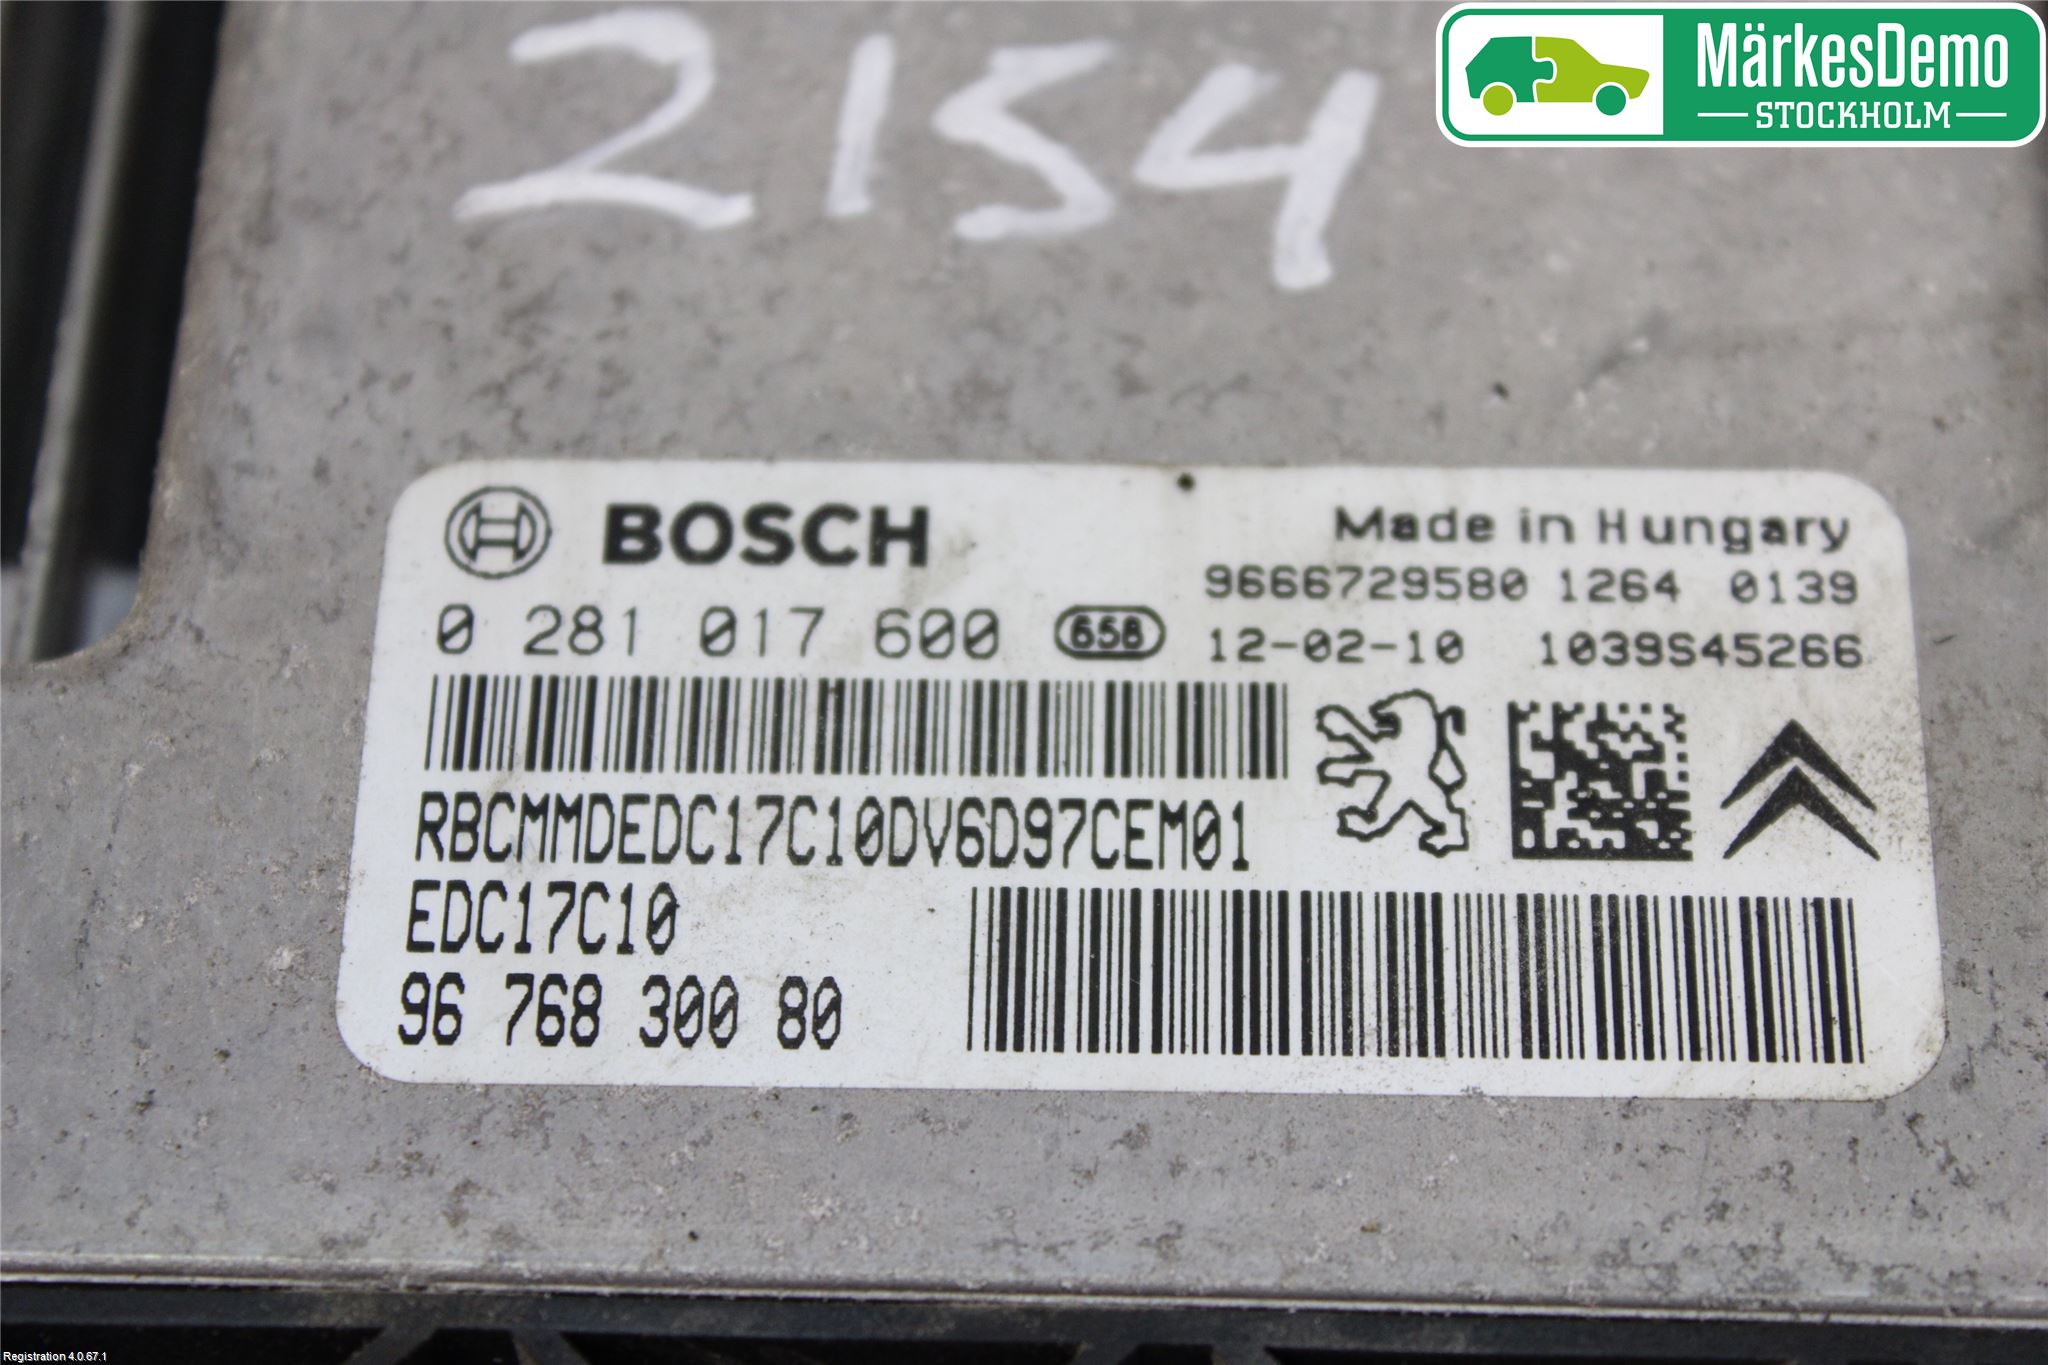 MärkesDemo
STOCKHOLM
2154
BOSCH
Made in Hungary
9666729580 1264 0139
0 281 017 600 658 12-02-10 1039S45266
RBCMMDEDC17C10DV6D97CEM01
EDC17C10
96 768 300 80
Registration 4.0.67.1